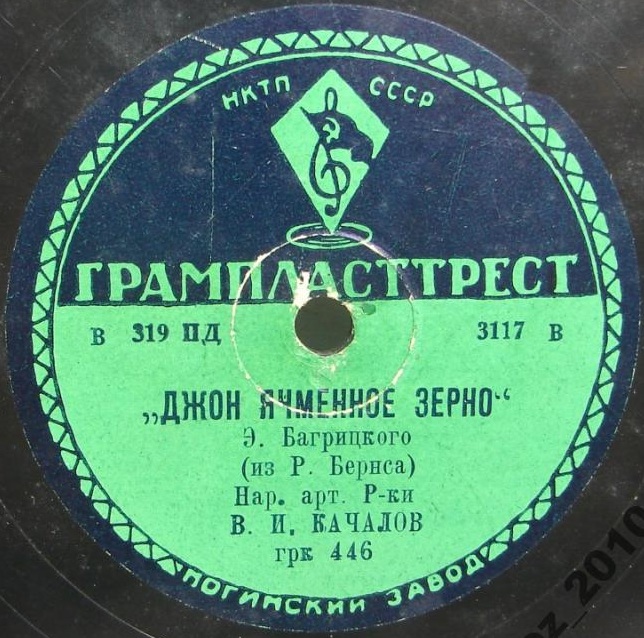 НКТП СССР
ГРАМПЛАСТТРЕСТ
В 319 ПД 3117 В
„ДЖОН ЯЧМЕННОЕ ЗЕРНО“
Э. Багрицкого
(из Р. Бернса)
Нар. арт. Р-ки
В. И. КАЧАЛОВ
грк 446
НОГИНСКИЙ ЗАВОД
z_2010